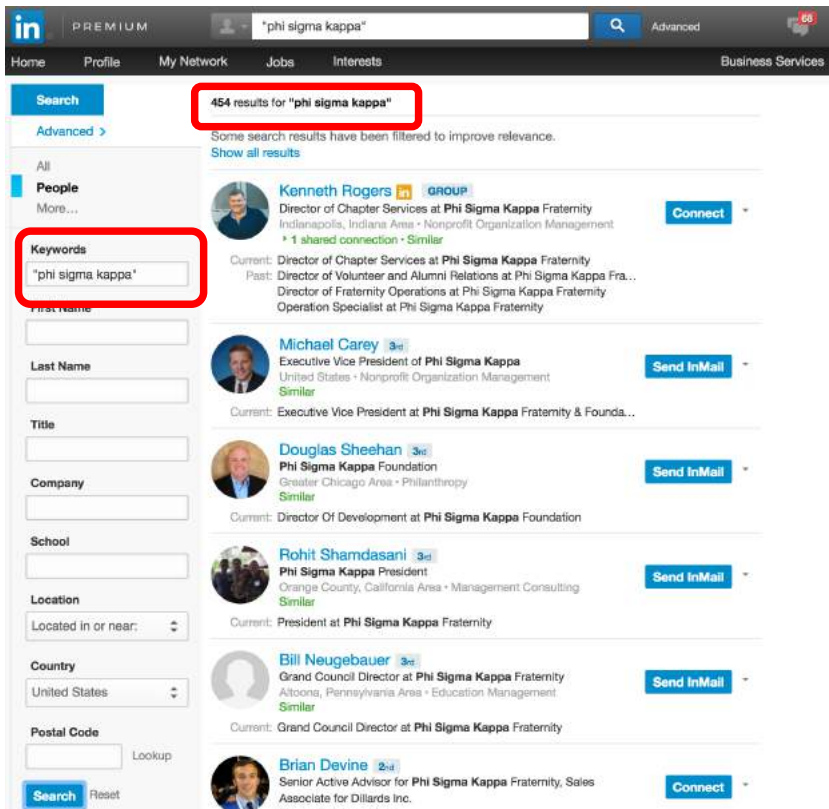 in PREMIUM "phi sigma kappa" Advanced 68
Home Profile My Network Jobs Interests Business Services
Search
Advanced >
All
People
More...
Keywords
"phi sigma kappa"
First Name
Last Name
Title
Company
School
Location
Located in or near:
Country
United States
Postal Code
Lookup
Search Reset
454 results for "phi sigma kappa"
Some search results have been filtered to improve relevance.
Show all results
Kenneth Rogers in GROUP
Director of Chapter Services at Phi Sigma Kappa Fraternity
Indianapolis, Indiana Area • Nonprofit Organization Management
1 shared connection • Similar
Current: Director of Chapter Services at Phi Sigma Kappa Fraternity
Past: Director of Volunteer and Alumni Relations at Phi Sigma Kappa Fra...
Director of Fraternity Operations at Phi Sigma Kappa Fraternity
Operation Specialist at Phi Sigma Kappa Fraternity
Connect
Michael Carey 3rd
Executive Vice President of Phi Sigma Kappa
United States • Nonprofit Organization Management
Similar
Current: Executive Vice President at Phi Sigma Kappa Fraternity & Founda...
Send InMail
Douglas Sheehan 3rd
Phi Sigma Kappa Foundation
Greater Chicago Area • Philanthropy
Similar
Current: Director Of Development at Phi Sigma Kappa Foundation
Send InMail
Rohit Shamdasani 3rd
Phi Sigma Kappa President
Orange County, California Area • Management Consulting
Similar
Current: President at Phi Sigma Kappa Fraternity
Send InMail
Bill Neugebauer 3rd
Grand Council Director at Phi Sigma Kappa Fraternity
Altoona, Pennsylvania Area • Education Management
Similar
Current: Grand Council Director at Phi Sigma Kappa Fraternity
Send InMail
Brian Devine 2nd
Senior Active Advisor for Phi Sigma Kappa Fraternity, Sales
Associate for Dillards Inc.
Connect